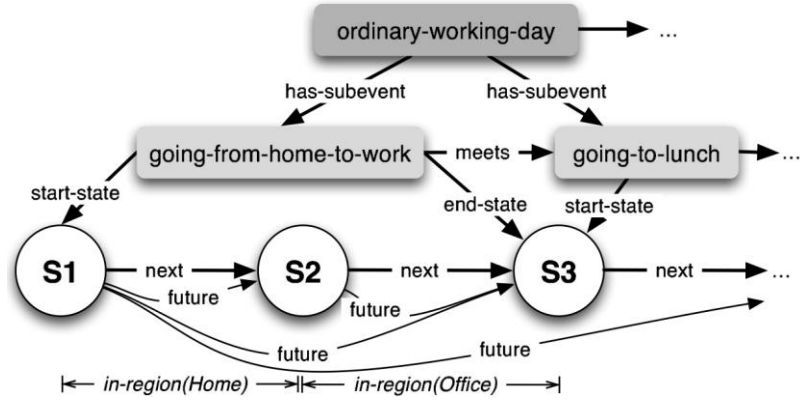 ordinary-working-day
...
has-subevent
has-subevent
going-from-home-to-work
meets
going-to-lunch
...
start-state
end-state
start-state
S1
next
S2
next
S3
next
...
future
future
future
future
in-region(Home)
in-region(Office)